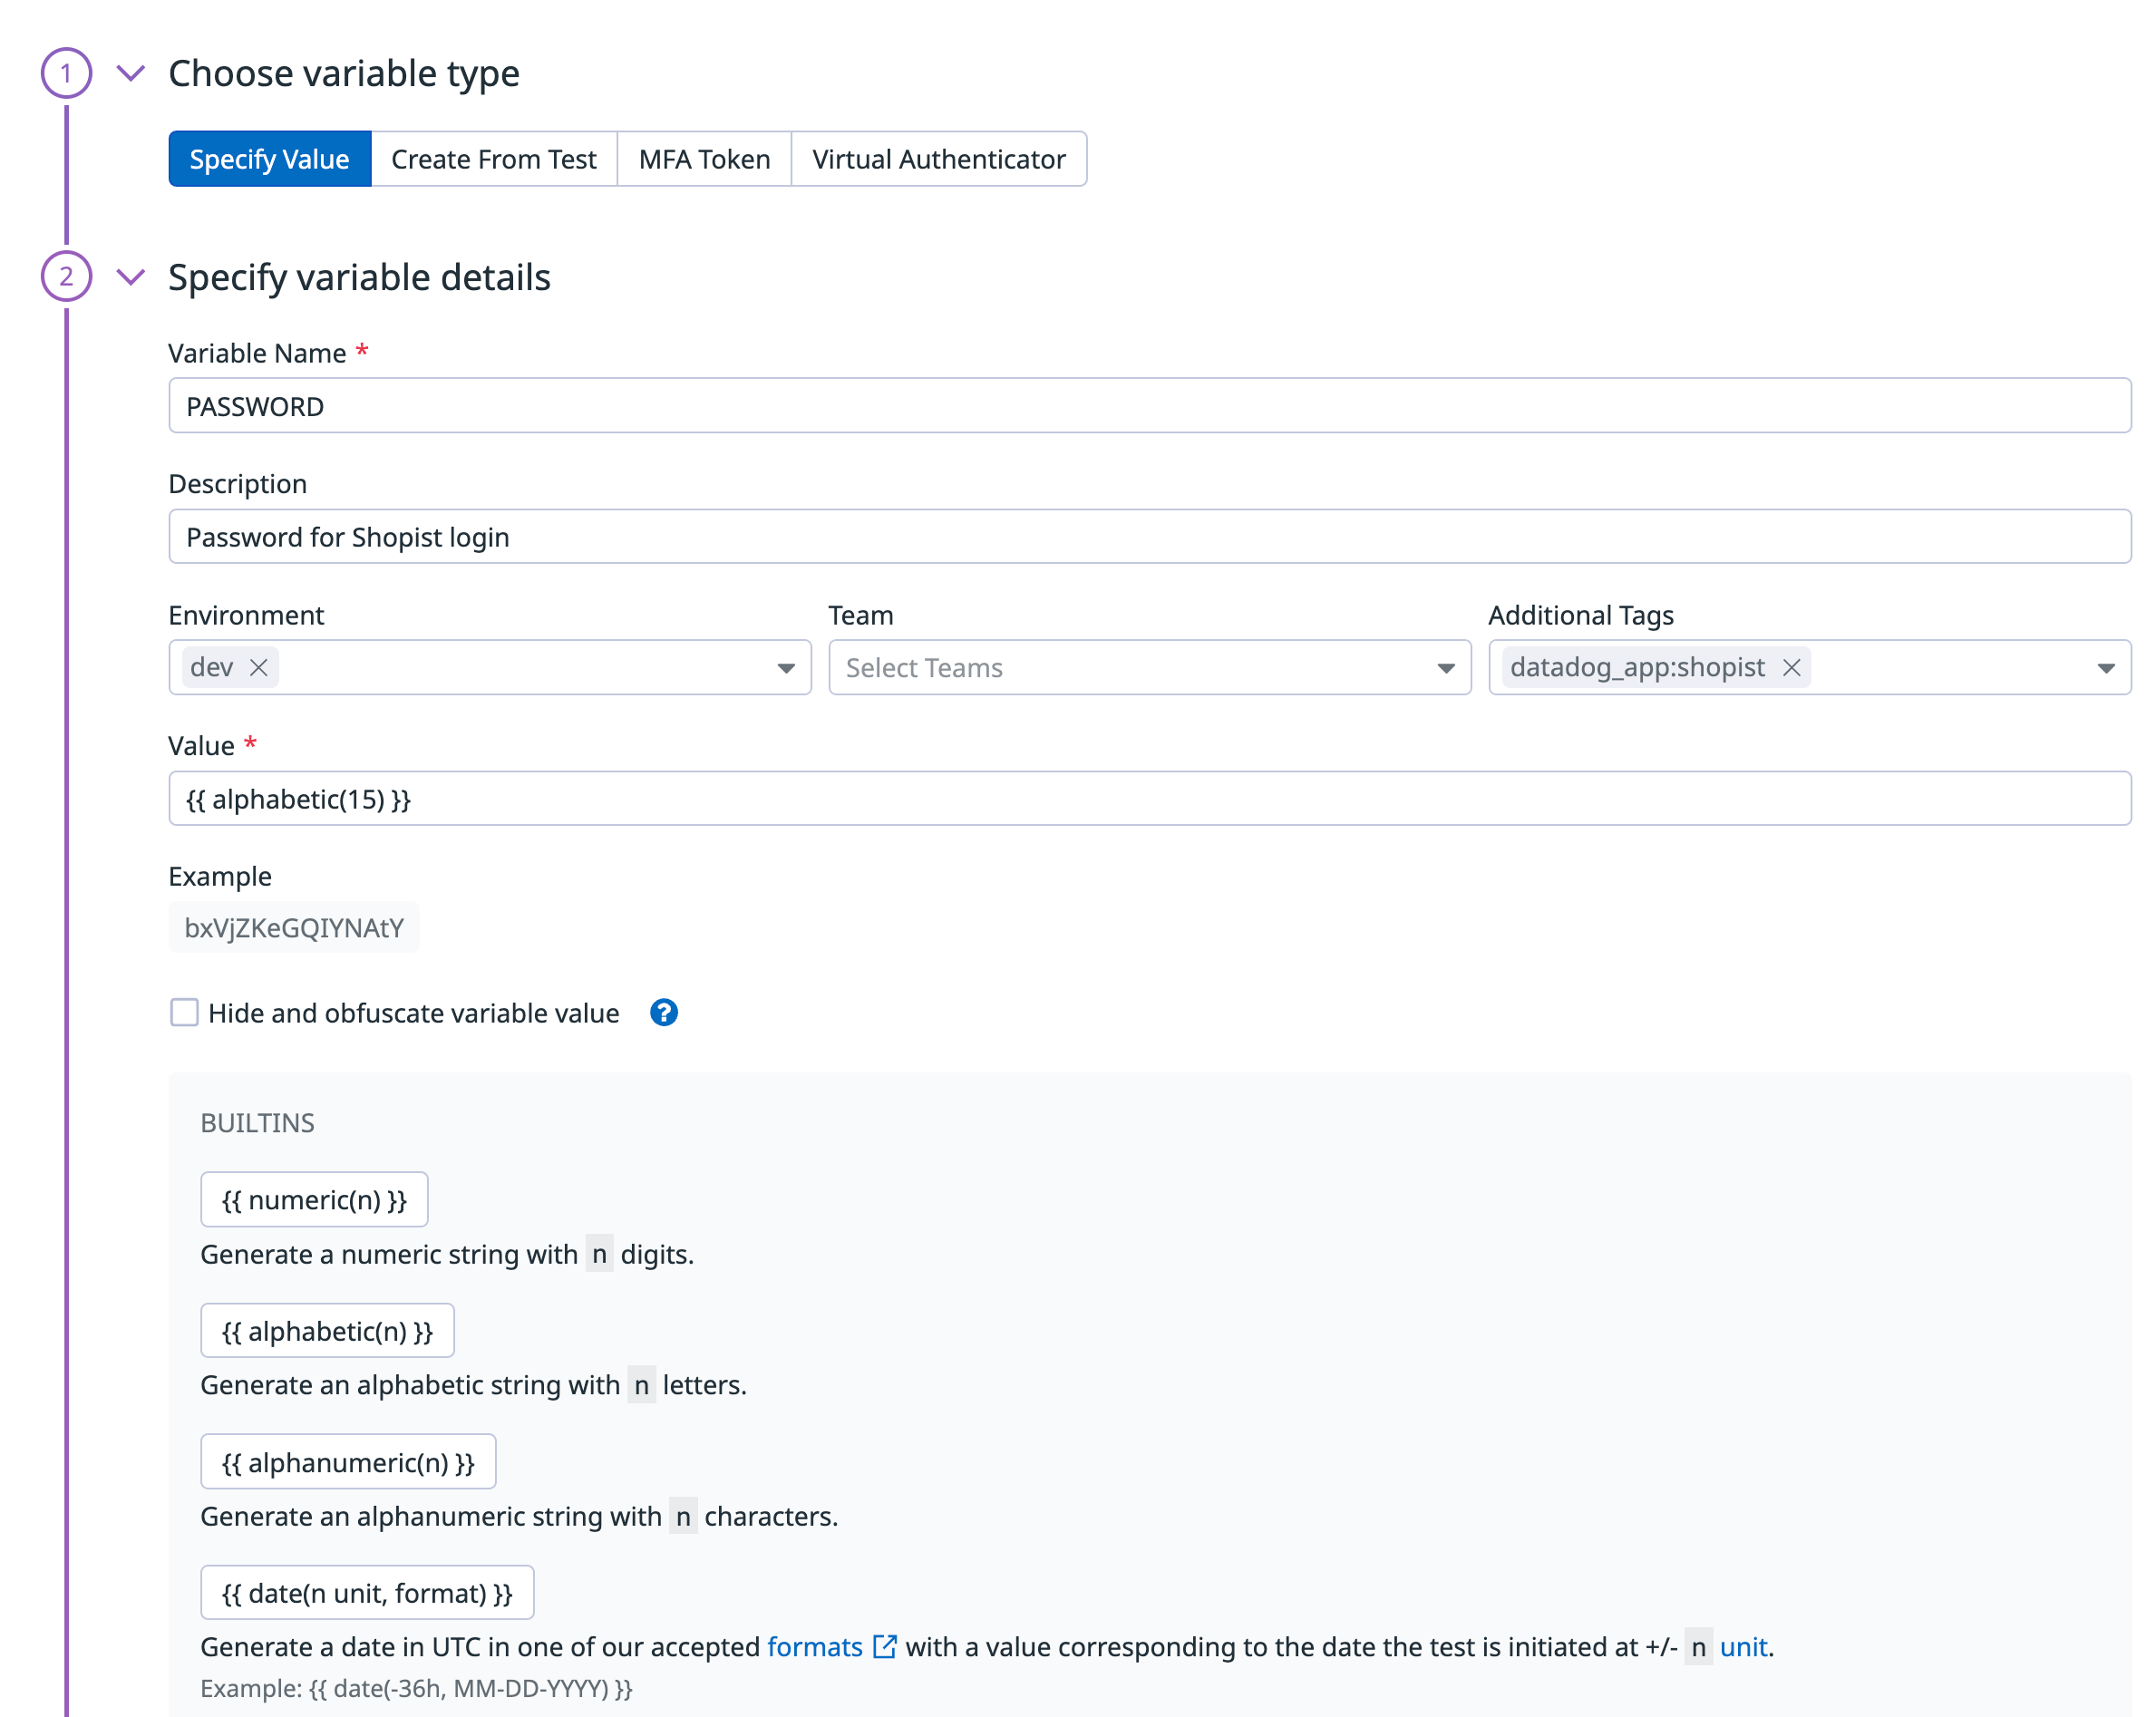 1 Choose variable type
Specify Value Create From Test MFA Token Virtual Authenticator
2 Specify variable details
Variable Name *
PASSWORD
Description
Password for Shopist login
Environment Team Additional Tags
dev Select Teams datadog_app:shopist
Value *
{{ alphabetic(15) }}
Example
bxVjZKeGQIYNAtY
Hide and obfuscate variable value ?
BUILTINS
{{ numeric(n) }}
Generate a numeric string with n digits.
{{ alphabetic(n) }}
Generate an alphabetic string with n letters.
{{ alphanumeric(n) }}
Generate an alphanumeric string with n characters.
{{ date(n unit, format) }}
Generate a date in UTC in one of our accepted formats with a value corresponding to the date the test is initiated at +/- n unit.
Example: {{ date(-36h, MM-DD-YYYY) }}